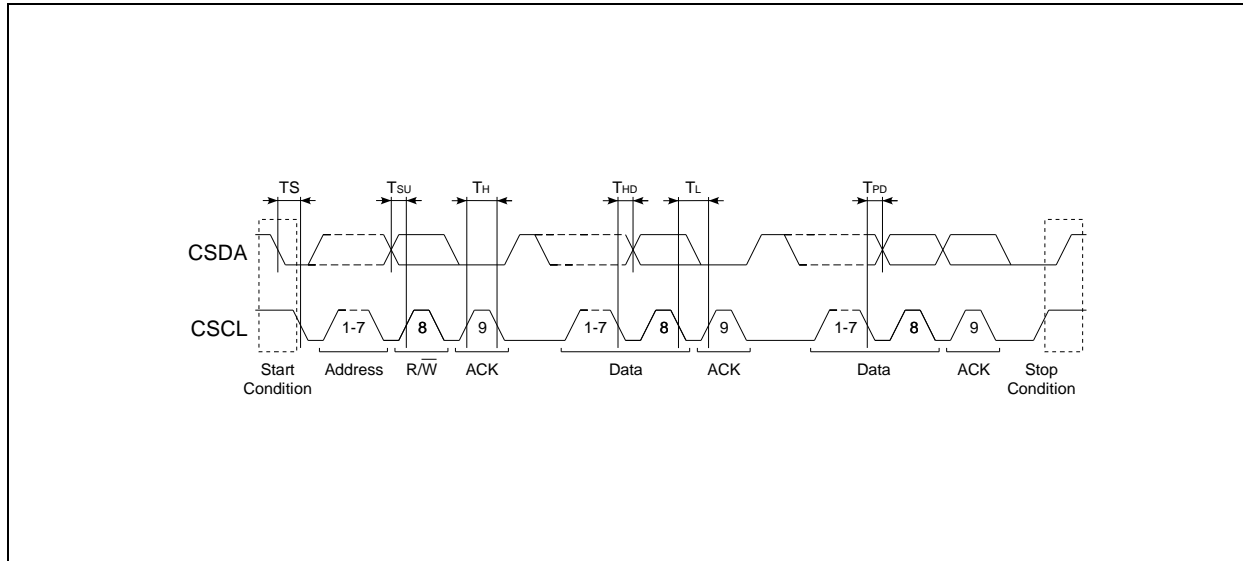 TS TSU TH THD TL TPD
CSDA
CSCL 1-7 8 9 1-7 8 9 1-7 8 9
Start Condition Address R/W̅ ACK Data ACK Data ACK Stop Condition